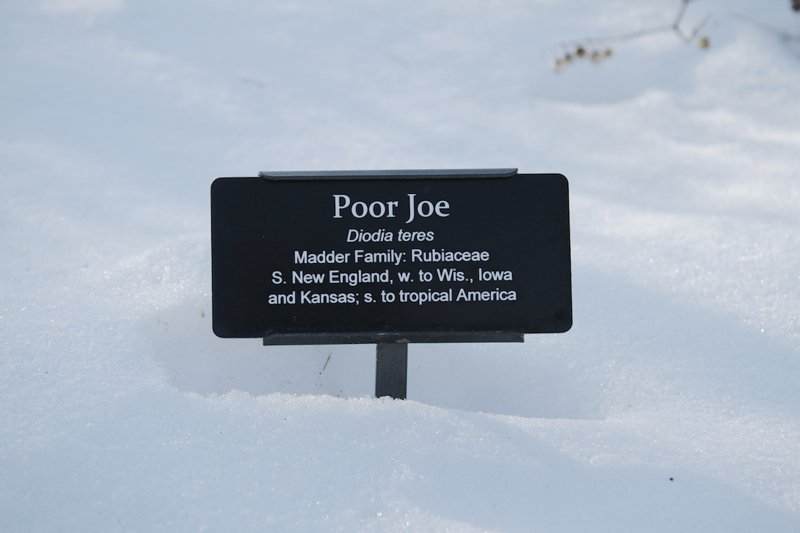 Poor Joe
Diodia teres
Madder Family: Rubiaceae
S. New England, w. to Wis., Iowa
and Kansas; s. to tropical America